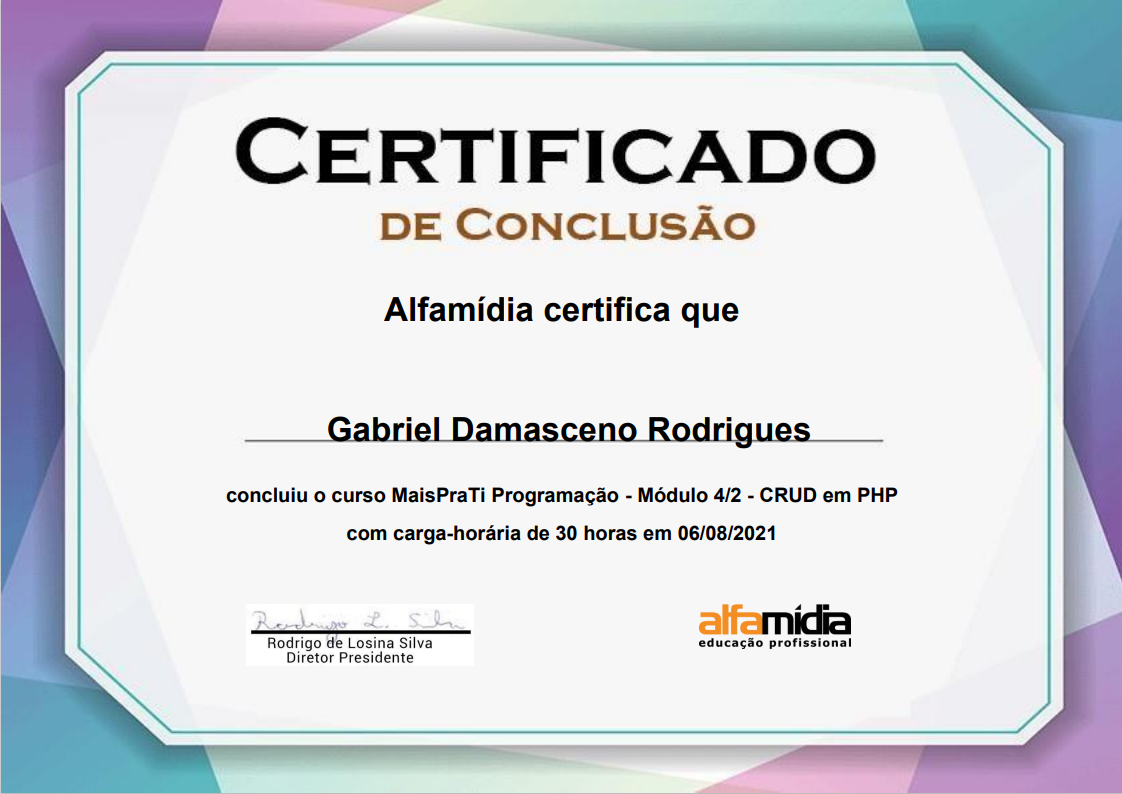 CERTIFICADO
DE CONCLUSÃO
Alfamídia certifica que
Gabriel Damasceno Rodrigues
concluiu o curso MaisPraTi Programação - Módulo 4/2 - CRUD em PHP
com carga-horária de 30 horas em 06/08/2021
Rodrigo L. Silva
Rodrigo de Losina Silva
Diretor Presidente
alfamídia
educação profissional